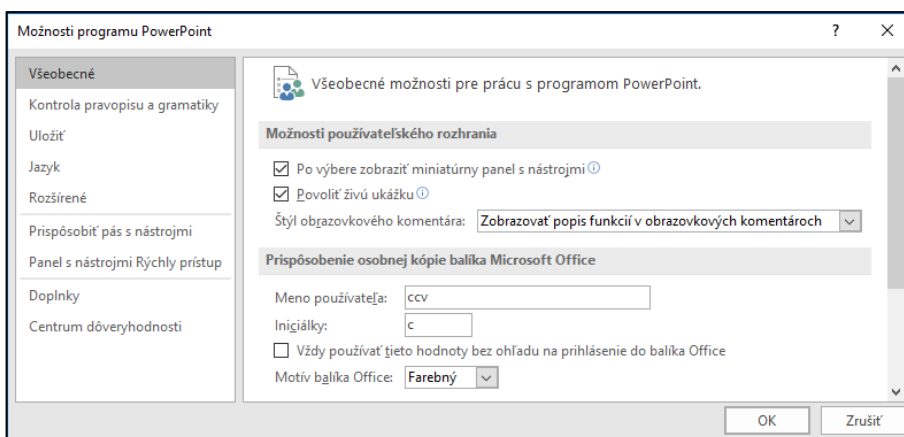 Možnosti programu PowerPoint
?
Všeobecné
Kontrola pravopisu a gramatiky
Uložiť
Jazyk
Rozšírené
Prispôsobiť pás s nástrojmi
Panel s nástrojmi Rýchly prístup
Doplnky
Centrum dôveryhodnosti
Všeobecné možnosti pre prácu s programom PowerPoint.
Možnosti používateľského rozhrania
Po výbere zobraziť miniatúrny panel s nástrojmi
Povoliť živú ukážku
Štýl obrazovkového komentára: Zobrazovať popis funkcií v obrazovkových komentároch
Prispôsobenie osobnej kópie balíka Microsoft Office
Meno používateľa: ccv
Iniciálky: c
Vždy používať tieto hodnoty bez ohľadu na prihlásenie do balíka Office
Motív balíka Office: Farebný
OK Zrušiť